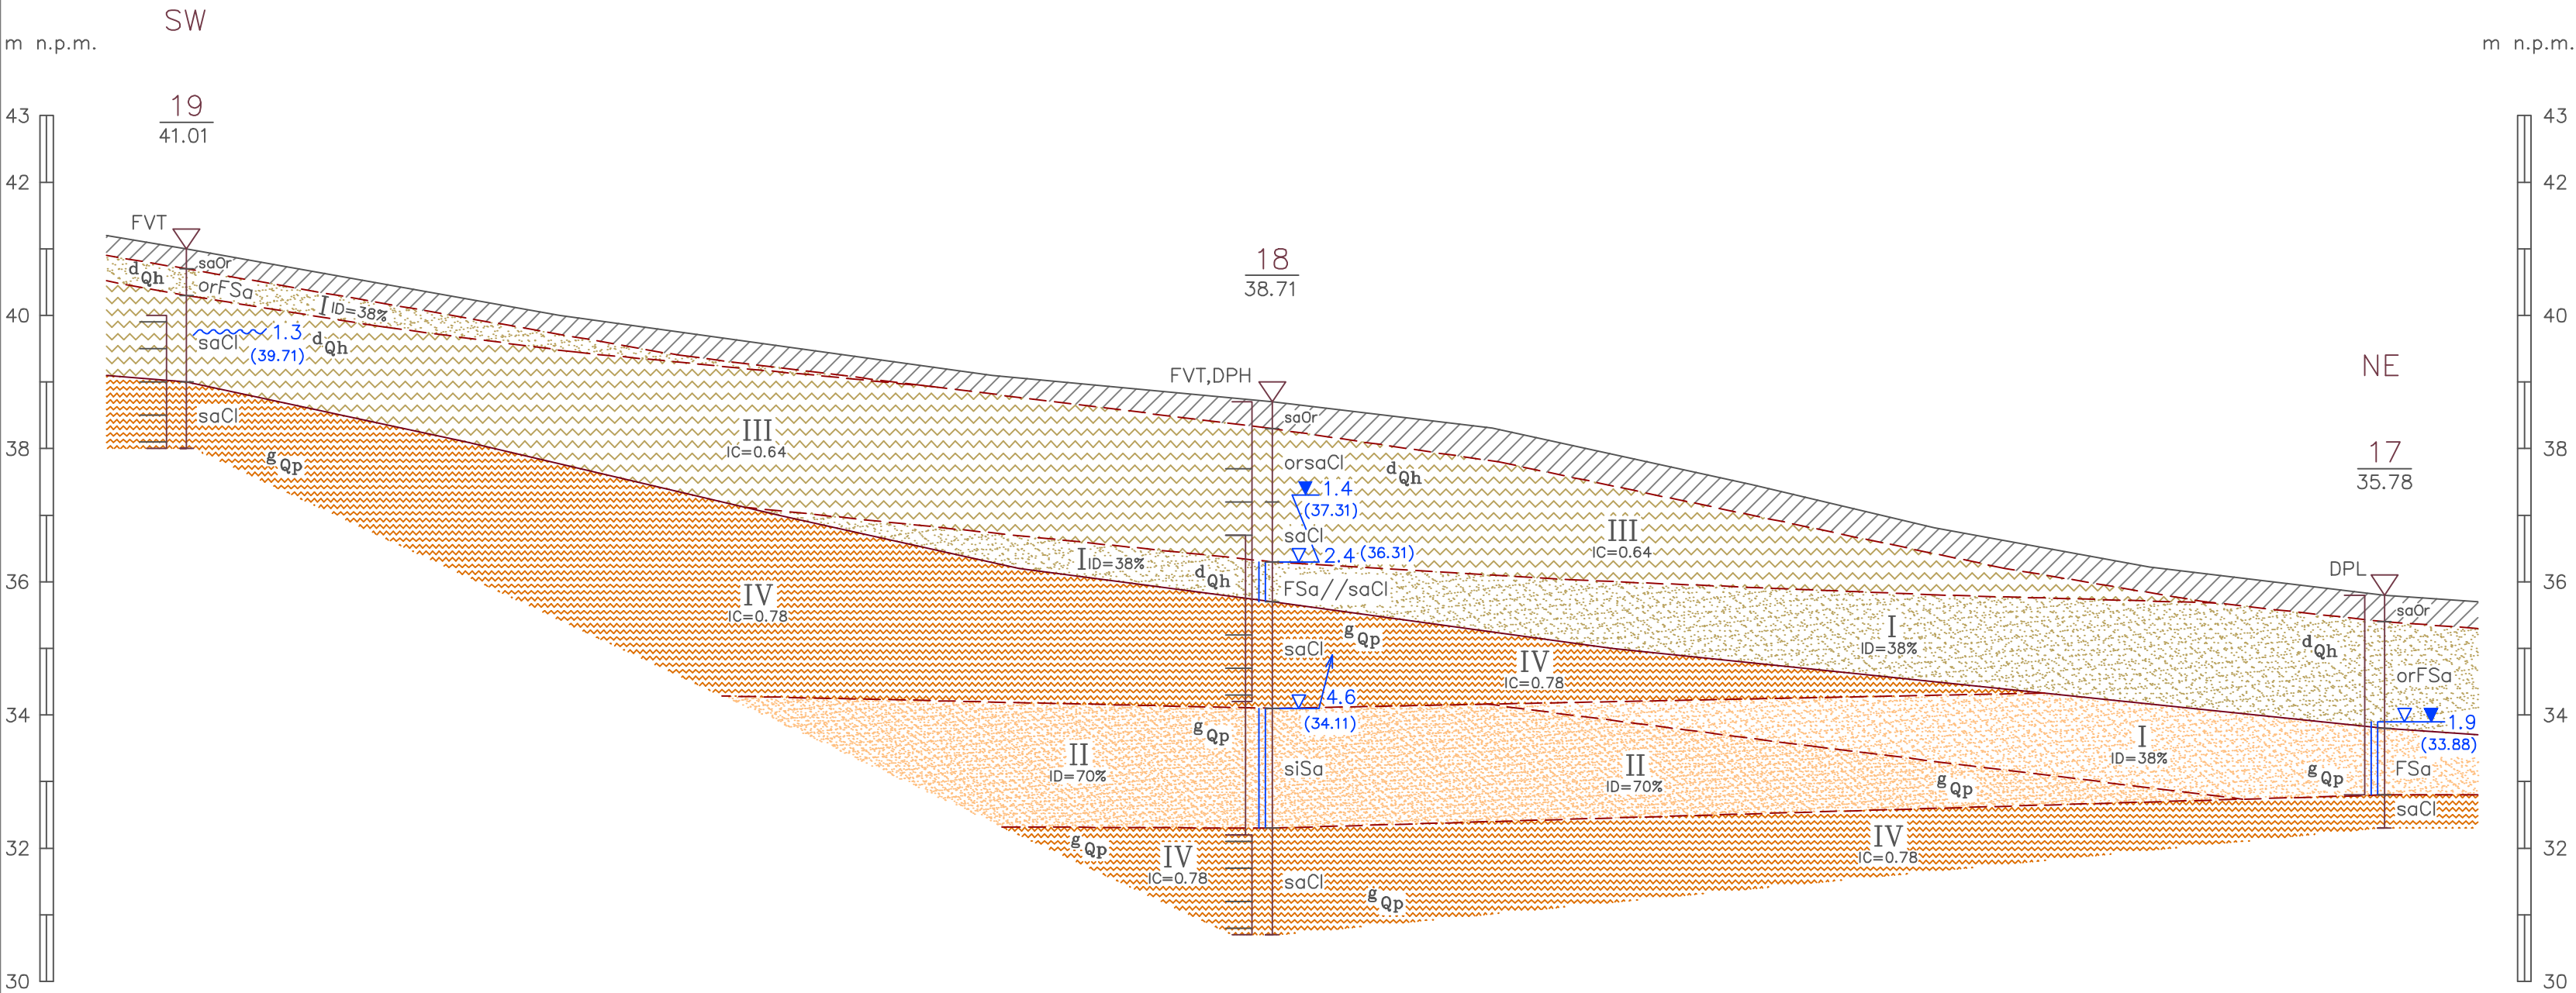 SW
m n.p.m.
m n.p.m.
19
41.01
43
43
42
42
FVT
saOr
dQh
orFSa
I ID=38%
18
38.71
40
40
1.3
(39.71)
saCl
dQh
NE
FVT,DPH
saOr
saCl
III
IC=0.64
38
38
gQp
orsaCl
dQh
17
35.78
1.4
(37.31)
saCl
III
IC=0.64
2.4 (36.31)
I ID=38%
dQh
FSa//saCl
DPL
36
36
saOr
IV
IC=0.78
gQp
saCl
I
ID=38%
dQh
IV
IC=0.78
orFSa
4.6
(34.11)
34
34
1.9
(33.88)
gQp
II
ID=70%
siSa
II
ID=70%
I
ID=38%
gQp
gQp
FSa
saCl
32
32
gQp
IV
IC=0.78
saCl
gQp
IV
IC=0.78
30
30